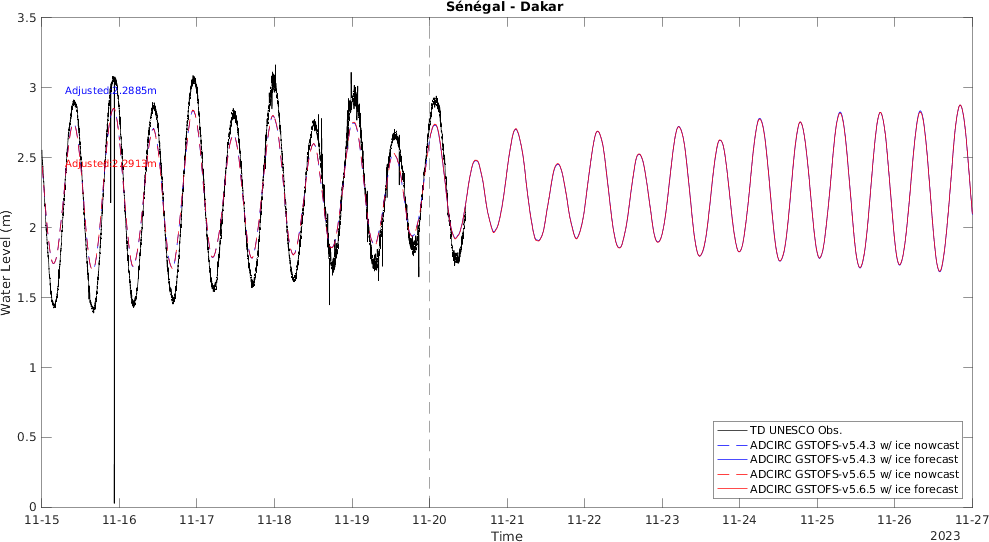 Sénégal - Dakar
Water Level (m)
3.5
3
2.5
2
1.5
1
0.5
0
Adjusted 2.2885m
Adjusted 2.2913m
TD UNESCO Obs.
ADCIRC GSTOFS-v5.4.3 w/ ice nowcast
ADCIRC GSTOFS-v5.4.3 w/ ice forecast
ADCIRC GSTOFS-v5.6.5 w/ ice nowcast
ADCIRC GSTOFS-v5.6.5 w/ ice forecast
11-15 11-16 11-17 11-18 11-19 11-20 11-21 11-22 11-23 11-24 11-25 11-26 11-27
Time
2023